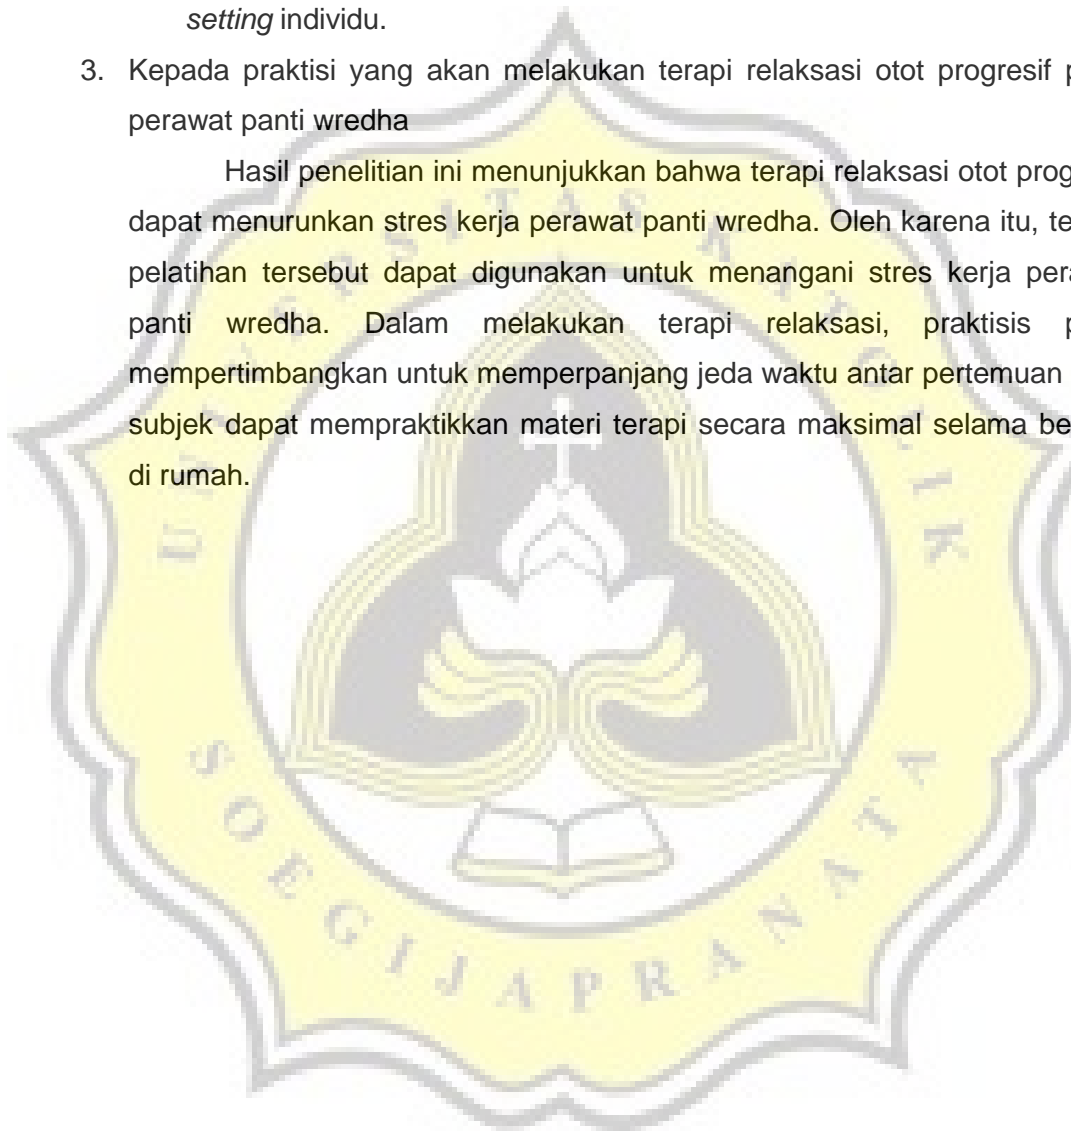 setting individu.
3. Kepada praktisi yang akan melakukan terapi relaksasi otot progresif p
perawat panti wredha
Hasil penelitian ini menunjukkan bahwa terapi relaksasi otot prog
dapat menurunkan stres kerja perawat panti wredha. Oleh karena itu, te
pelatihan tersebut dapat digunakan untuk menangani stres kerja pera
panti wredha. Dalam melakukan terapi relaksasi, praktisis p
mempertimbangkan untuk memperpanjang jeda waktu antar pertemuan
subjek dapat mempraktikkan materi terapi secara maksimal selama be
di rumah.
UNIVERSITAS KATOLIK
SOEGIJAPRANATA